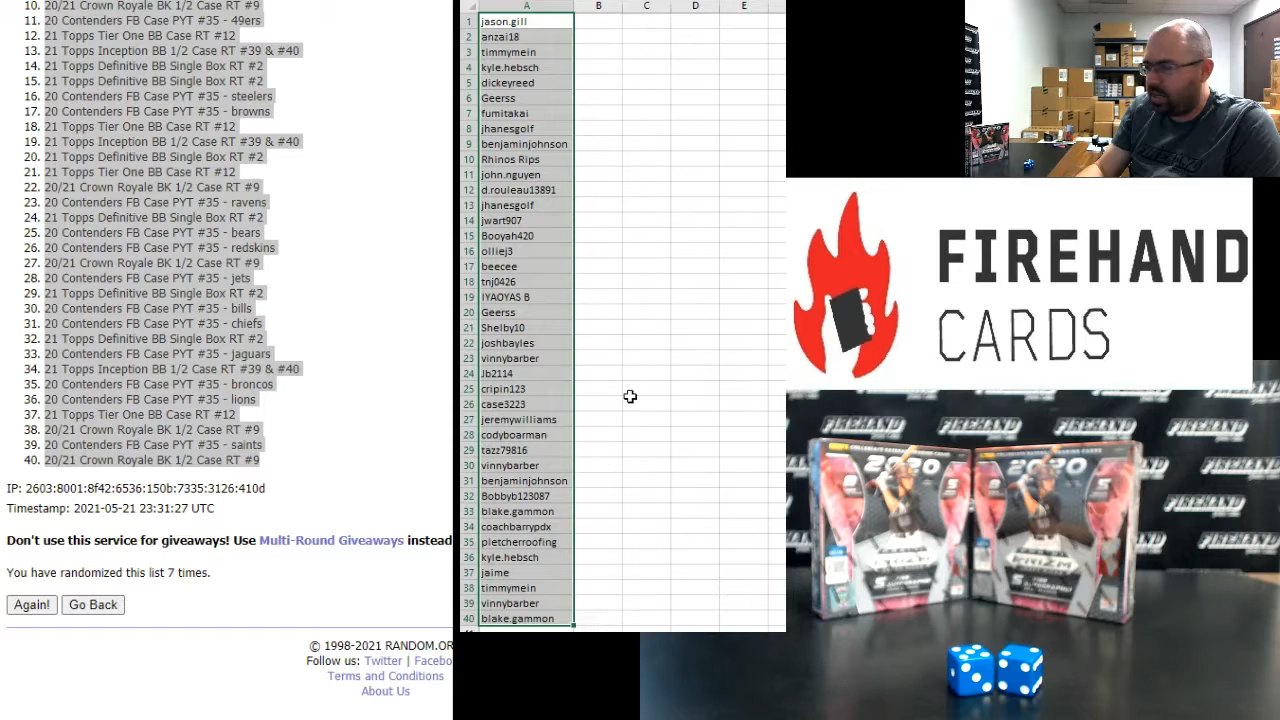 10. 20/21 Crown Royale BK 1/2 Case RT #9
11. 20 Contenders FB Case PYT #35 - 49ers
12. 21 Topps Tier One BB Case RT #12
13. 21 Topps Inception BB 1/2 Case RT #39 & #40
14. 21 Topps Definitive BB Single Box RT #2
15. 21 Topps Definitive BB Single Box RT #2
16. 20 Contenders FB Case PYT #35 - steelers
17. 20 Contenders FB Case PYT #35 - browns
18. 21 Topps Tier One BB Case RT #12
19. 21 Topps Inception BB 1/2 Case RT #39 & #40
20. 21 Topps Definitive BB Single Box RT #2
21. 21 Topps Tier One BB Case RT #12
22. 20/21 Crown Royale BK 1/2 Case RT #9
23. 20 Contenders FB Case PYT #35 - ravens
24. 21 Topps Definitive BB Single Box RT #2
25. 20 Contenders FB Case PYT #35 - bears
26. 20 Contenders FB Case PYT #35 - redskins
27. 20/21 Crown Royale BK 1/2 Case RT #9
28. 20 Contenders FB Case PYT #35 - jets
29. 21 Topps Definitive BB Single Box RT #2
30. 20 Contenders FB Case PYT #35 - bills
31. 20 Contenders FB Case PYT #35 - chiefs
32. 21 Topps Definitive BB Single Box RT #2
33. 20 Contenders FB Case PYT #35 - jaguars
34. 21 Topps Inception BB 1/2 Case RT #39 & #40
35. 20 Contenders FB Case PYT #35 - broncos
36. 20 Contenders FB Case PYT #35 - lions
37. 21 Topps Tier One BB Case RT #12
38. 20/21 Crown Royale BK 1/2 Case RT #9
39. 20 Contenders FB Case PYT #35 - saints
40. 20/21 Crown Royale BK 1/2 Case RT #9
IP: 2603:8001:8f42:6536:150b:7335:3126:410d
Timestamp: 2021-05-21 23:31:27 UTC
Don't use this service for giveaways! Use Multi-Round Giveaways instead
You have randomized this list 7 times.
Again! Go Back
© 1998-2021 RANDOM.OR
Follow us: Twitter | Facebo
Terms and Conditions
About Us
A B C D E
1 jason.gill
2 anzai18
3 timmymein
4 kyle.hebsch
5 dickeyreed
6 Geerss
7 fumitakai
8 jhanesgolf
9 benjaminjohnson
10 Rhinos Rips
11 john.nguyen
12 d.rouleau13891
13 jhanesgolf
14 jwart907
15 Booyah420
16 olliej3
17 beecee
18 tnj0426
19 IYAOYAS B
20 Geerss
21 Shelby10
22 joshbayles
23 vinnybarber
24 Jb2114
25 cripin123
26 case3223
27 jeremywilliams
28 codyboarman
29 tazz79816
30 vinnybarber
31 benjaminjohnson
32 Bobbyb123087
33 blake.gammon
34 coachbarrypdx
35 pletcherroofing
36 kyle.hebsch
37 jaime
38 timmymein
39 vinnybarber
40 blake.gammon
FIREHAND
CARDS
FIREHAND
2020
2020
PRIZM